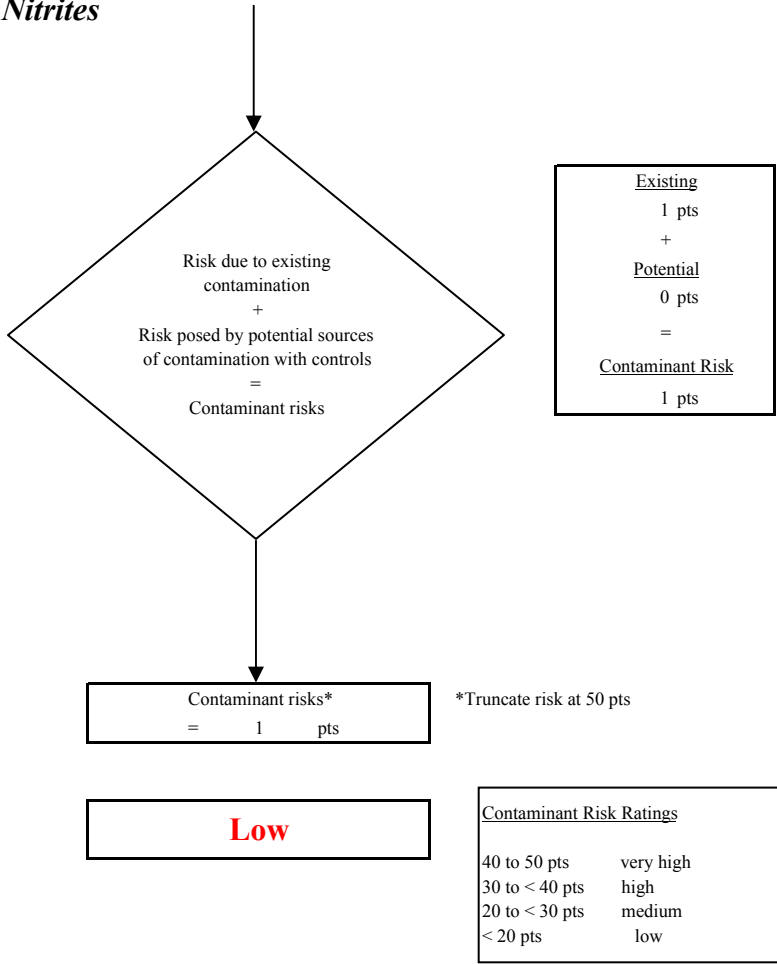 Nitrites
Risk due to existing
contamination
+
Risk posed by potential sources
of contamination with controls
=
Contaminant risks
Existing
1 pts
+
Potential
0 pts
=
Contaminant Risk
1 pts
Contaminant risks*
= 1 pts
*Truncate risk at 50 pts
Low
Contaminant Risk Ratings
40 to 50 pts very high
30 to < 40 pts high
20 to < 30 pts medium
< 20 pts low